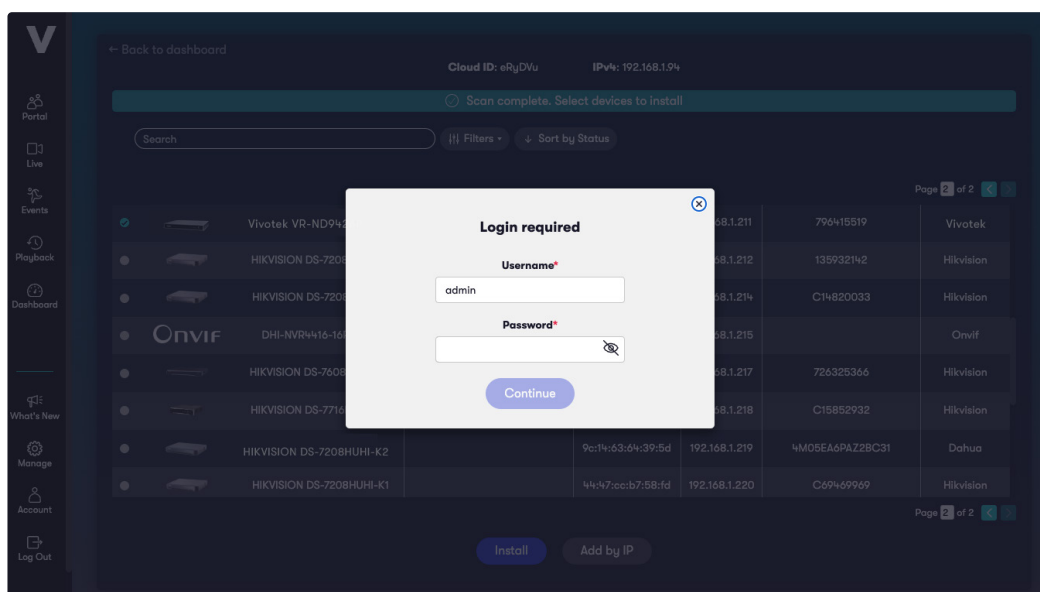 V
← Back to dashboard
Cloud ID: eRyDVu IPv4: 192.168.1.94
Scan complete. Select devices to install
Search Filters Sort by Status
Portal
Live
Events
Playback
Dashboard
What's New
Manage
Account
Log Out
Page 2 of 2
Login required
Username*
admin
Password*
Continue
Vivotek VR-ND942 68.1.211 796415519 Vivotek
HIKVISION DS-7208 68.1.212 135932142 Hikvision
HIKVISION DS-7208 68.1.214 C14820033 Hikvision
Onvif DHI-NVR4416-16 68.1.215 Onvif
HIKVISION DS-7608 68.1.217 726325366 Hikvision
HIKVISION DS-7716 68.1.218 C15852932 Hikvision
HIKVISION DS-7208HUHI-K2 9c:14:63:64:39:5d 192.168.1.219 4M05EA6PAZ2BC31 Dahua
HIKVISION DS-7208HUHI-K1 44:47:cc:b7:58:fd 192.168.1.220 C69469969 Hikvision
Page 2 of 2
Install Add by IP